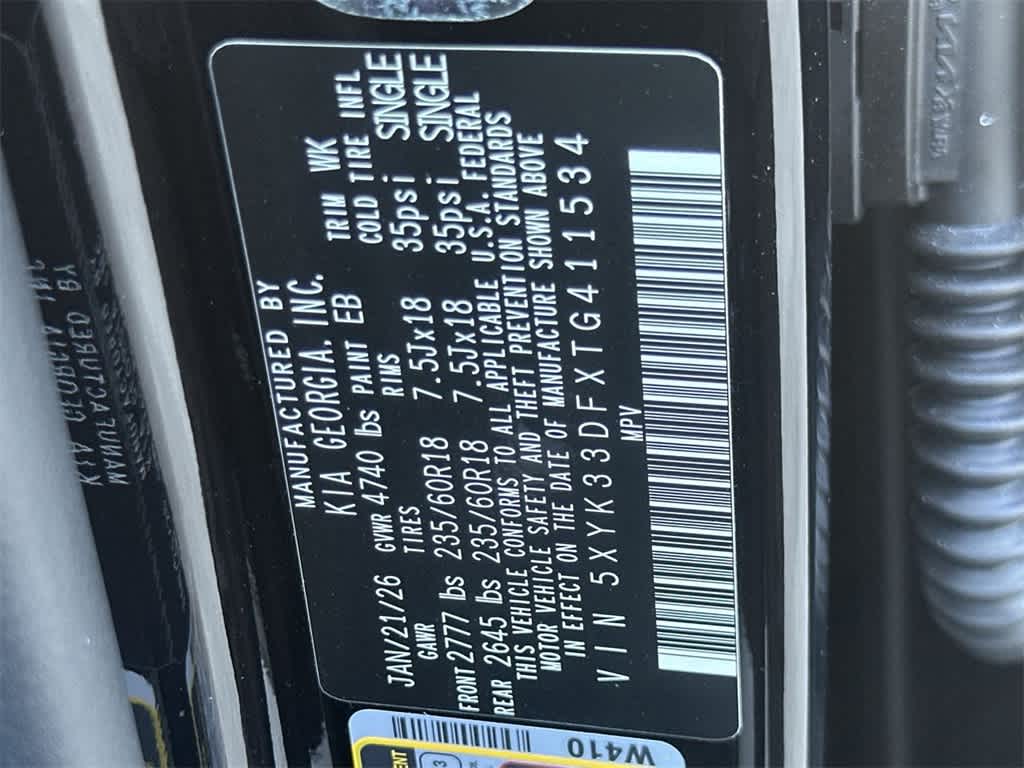 MANUFACTURED BY
KIA GEORGIA, INC.
JAN/21/26 GVWR 4740 lbs PAINT EB TRIM WK
GAWR TIRES RIMS COLD TIRE INFL
FRONT 2777 lbs 235/60R18 7.5Jx18 35psi SINGLE
REAR 2645 lbs 235/60R18 7.5Jx18 35psi SINGLE
THIS VEHICLE CONFORMS TO ALL APPLICABLE U.S.A. FEDERAL
MOTOR VEHICLE SAFETY AND THEFT PREVENTION STANDARDS
IN EFFECT ON THE DATE OF MANUFACTURE SHOWN ABOVE
VIN 5XYK33DFXTG411534
MPV
W410